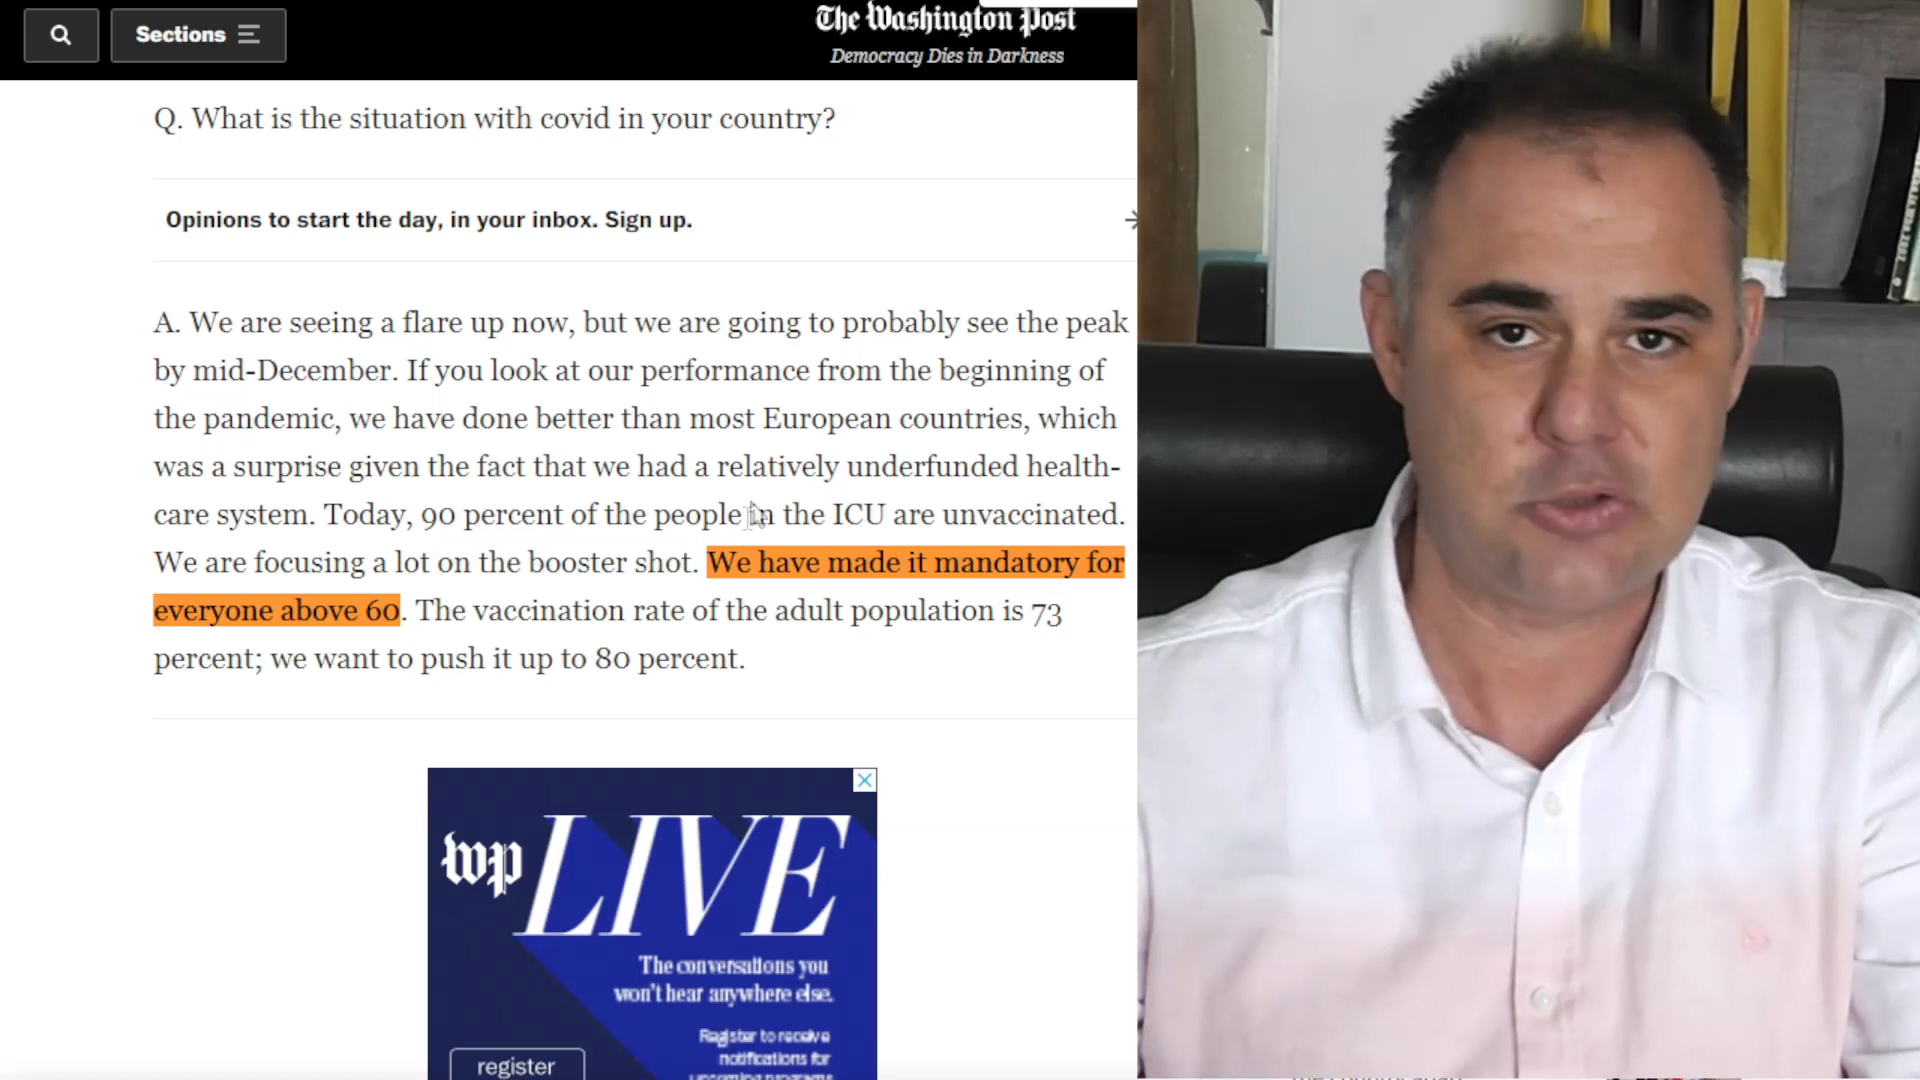 The Washington Post
Sections
Democracy Dies in Darkness
Q. What is the situation with covid in your country?
Opinions to start the day, in your inbox. Sign up.
A. We are seeing a flare up now, but we are going to probably see the peak
by mid-December. If you look at our performance from the beginning of
the pandemic, we have done better than most European countries, which
was a surprise given the fact that we had a relatively underfunded health-
care system. Today, 90 percent of the people in the ICU are unvaccinated.
We are focusing a lot on the booster shot. We have made it mandatory for
everyone above 60. The vaccination rate of the adult population is 73
percent; we want to push it up to 80 percent.
wp LIVE
The conversations you
won't hear anywhere else.
Register to receive
notifications for
upcoming programs
register